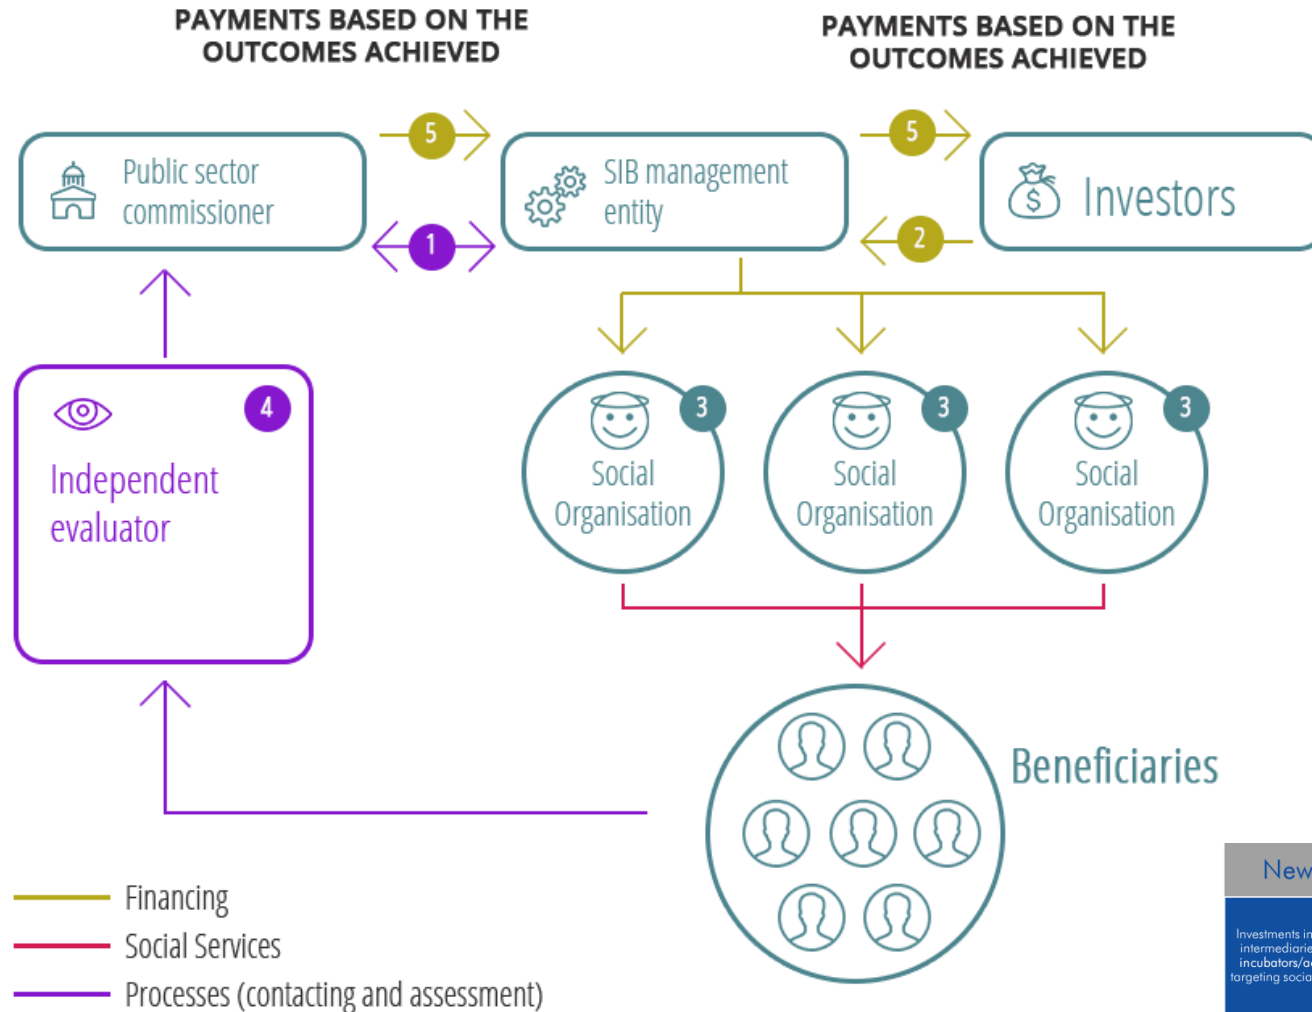 PAYMENTS BASED ON THE
OUTCOMES ACHIEVED
PAYMENTS BASED ON THE
OUTCOMES ACHIEVED
5
5
Public sector
commissioner
SIB management
entity
$
Investors
1
2
4
Independent
evaluator
3
Social
Organisation
3
Social
Organisation
3
Social
Organisation
Beneficiaries
Financing
Social Services
Processes (contacting and assessment)
New
Investments in
intermediarie
incubators/a
targeting socia